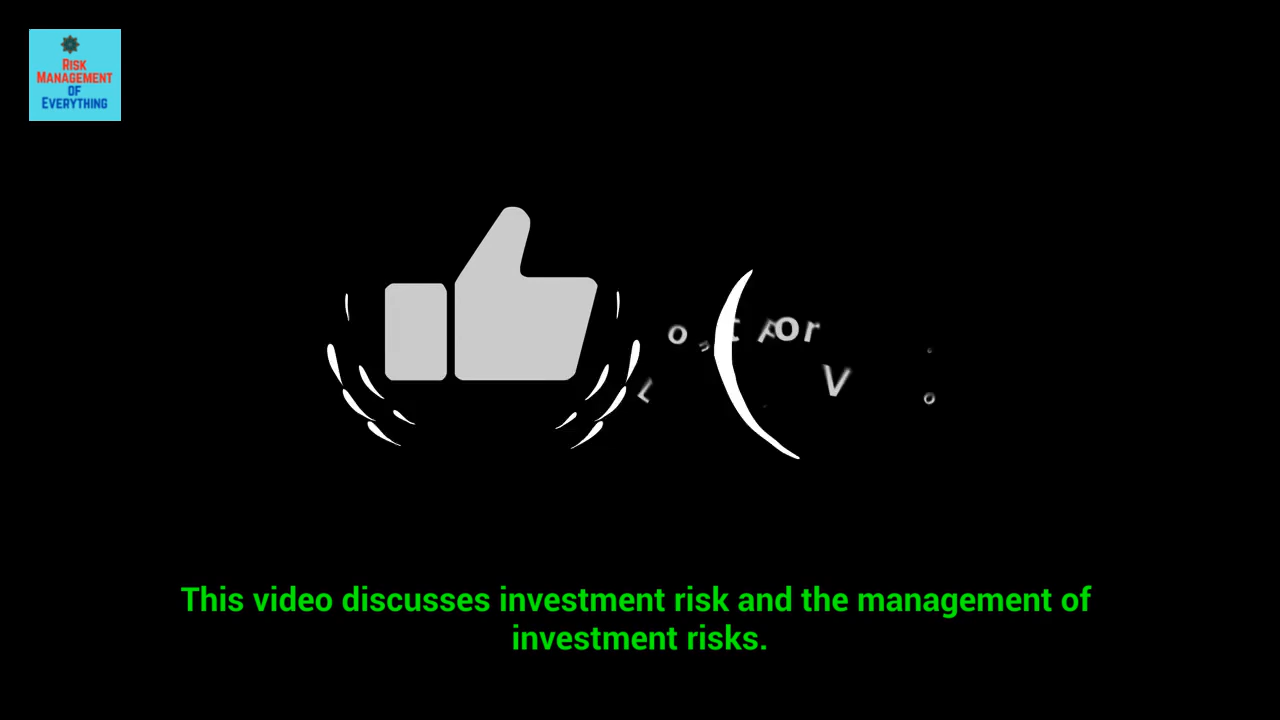 Risk
Management
of
Everything
This video discusses investment risk and the management of
investment risks.